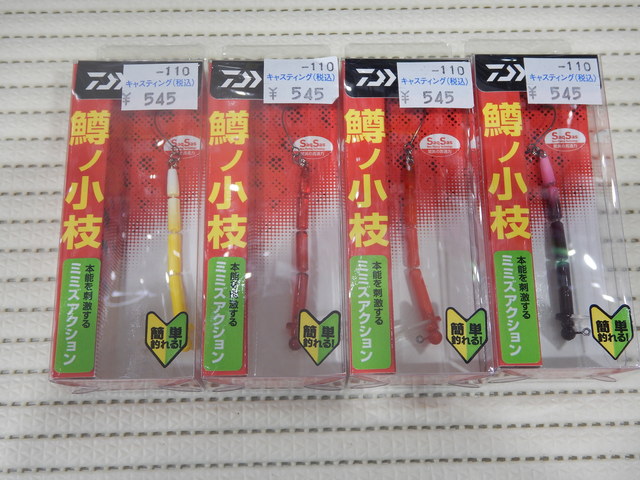 -110
キャスティング(税込)
¥ 545
鱒ノ小枝
本能を刺激する
ミミズアクション
簡単
釣れる!
-110
キャスティング(税込)
¥ 545
鱒ノ小枝
本能を刺激する
ミミズアクション
簡単
釣れる!
-110
キャスティング(税込)
¥ 545
鱒ノ小枝
本能を刺激する
ミミズアクション
簡単
釣れる!
-110
キャスティング(税込)
¥ 545
鱒ノ小枝
本能を刺激する
ミミズアクション
簡単
釣れる!